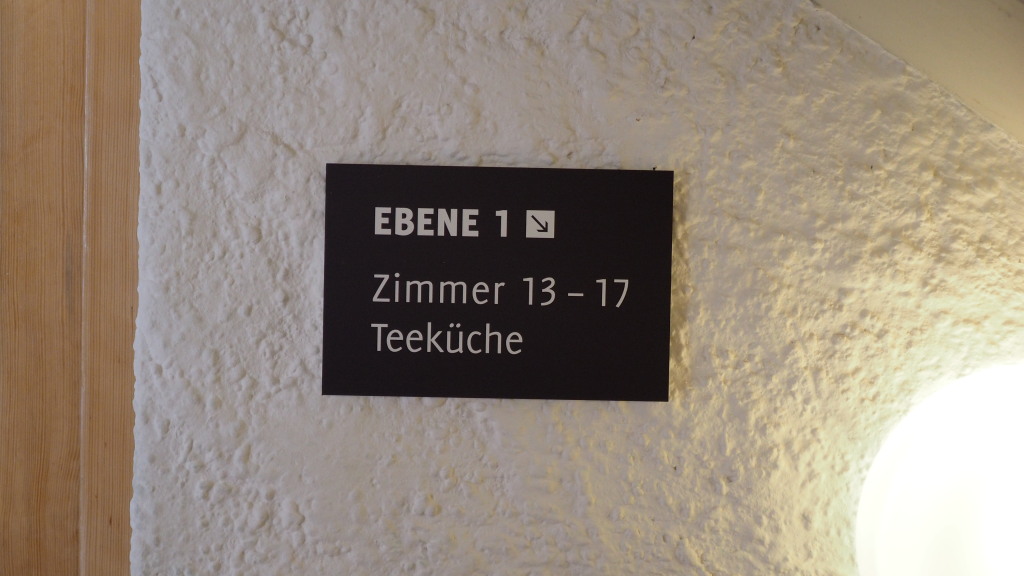 EBENE 1 ↘
Zimmer 13 – 17
Teeküche